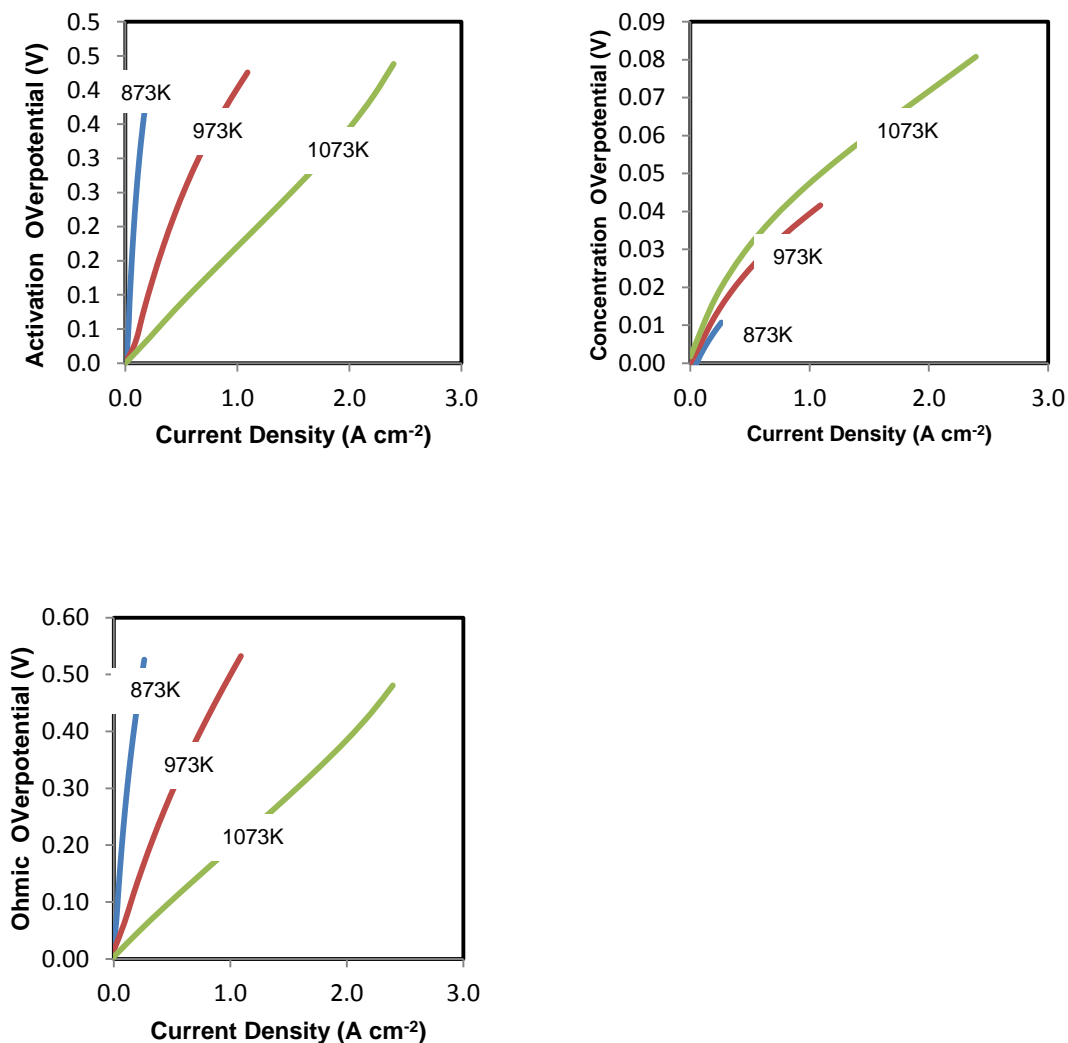 Activation OVerpotential (V)
0.5
0.5
0.4
0.4
0.3
0.3
0.2
0.2
0.1
0.1
0.0
873K
973K
1073K
0.0 1.0 2.0 3.0
Current Density (A cm-2)
Concentration OVerpotential (V)
0.09
0.08
0.07
0.06
0.05
0.04
0.03
0.02
0.01
0.00
1073K
973K
873K
0.0 1.0 2.0 3.0
Current Density (A cm-2)
Ohmic OVerpotential (V)
0.60
0.50
0.40
0.30
0.20
0.10
0.00
873K
973K
1073K
0.0 1.0 2.0 3.0
Current Density (A cm-2)